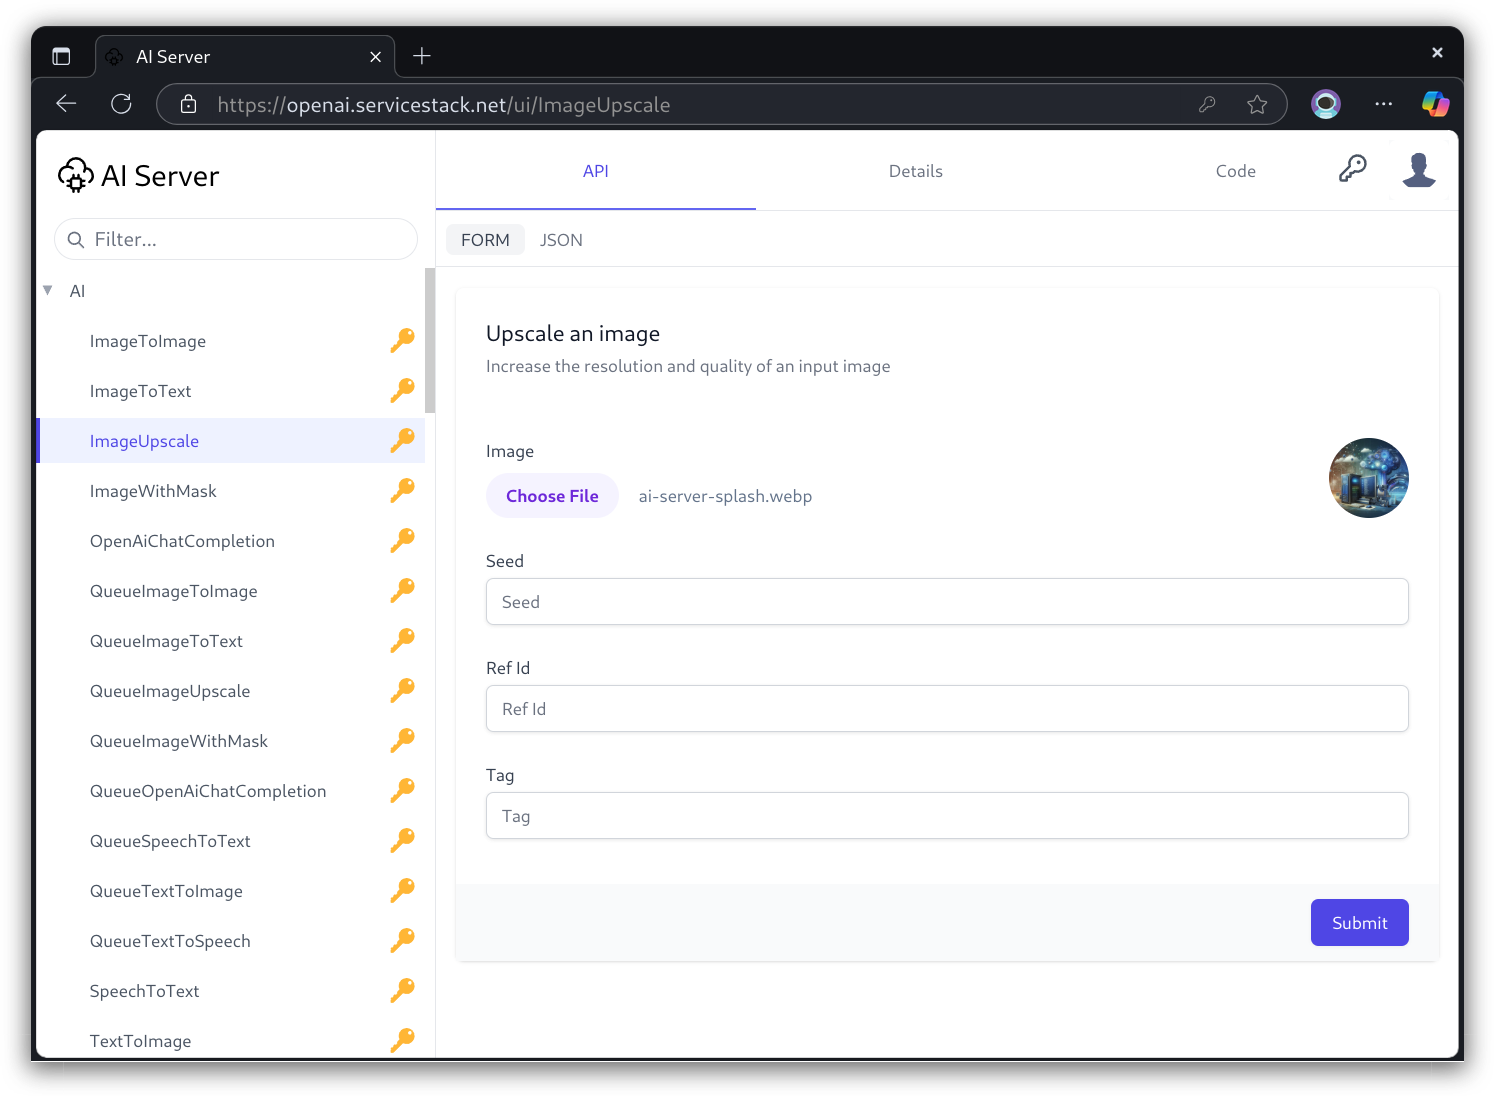 AI Server
https://openai.servicestack.net/ui/ImageUpscale
AI Server
Filter...
AI
ImageToImage
ImageToText
ImageUpscale
ImageWithMask
OpenAiChatCompletion
QueueImageToImage
QueueImageToText
QueueImageUpscale
QueueImageWithMask
QueueOpenAiChatCompletion
QueueSpeechToText
QueueTextToImage
QueueTextToSpeech
SpeechToText
TextToImage
API
Details
Code
FORM
JSON
Upscale an image
Increase the resolution and quality of an input image
Image
Choose File
ai-server-splash.webp
Seed
Seed
Ref Id
Ref Id
Tag
Tag
Submit